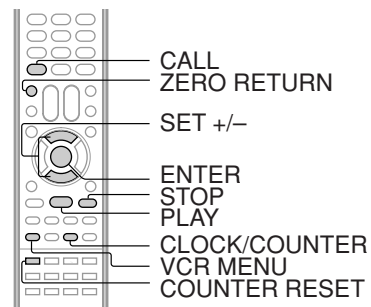 CALL
ZERO RETURN
SET +/–
ENTER
STOP
PLAY
CLOCK/COUNTER
VCR MENU
COUNTER RESET